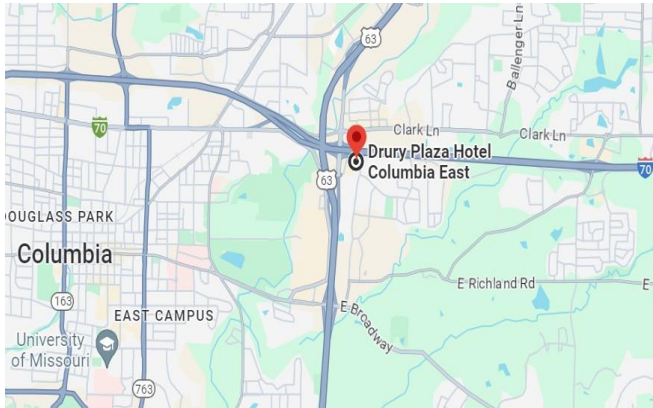 63
Ballenger Ln
70
Clark Ln
Clark Ln
Drury Plaza Hotel
Columbia East
70
63
DOUGLASS PARK
Columbia
E Richland Rd
E
163
EAST CAMPUS
E Broadway
University
of Missouri
763